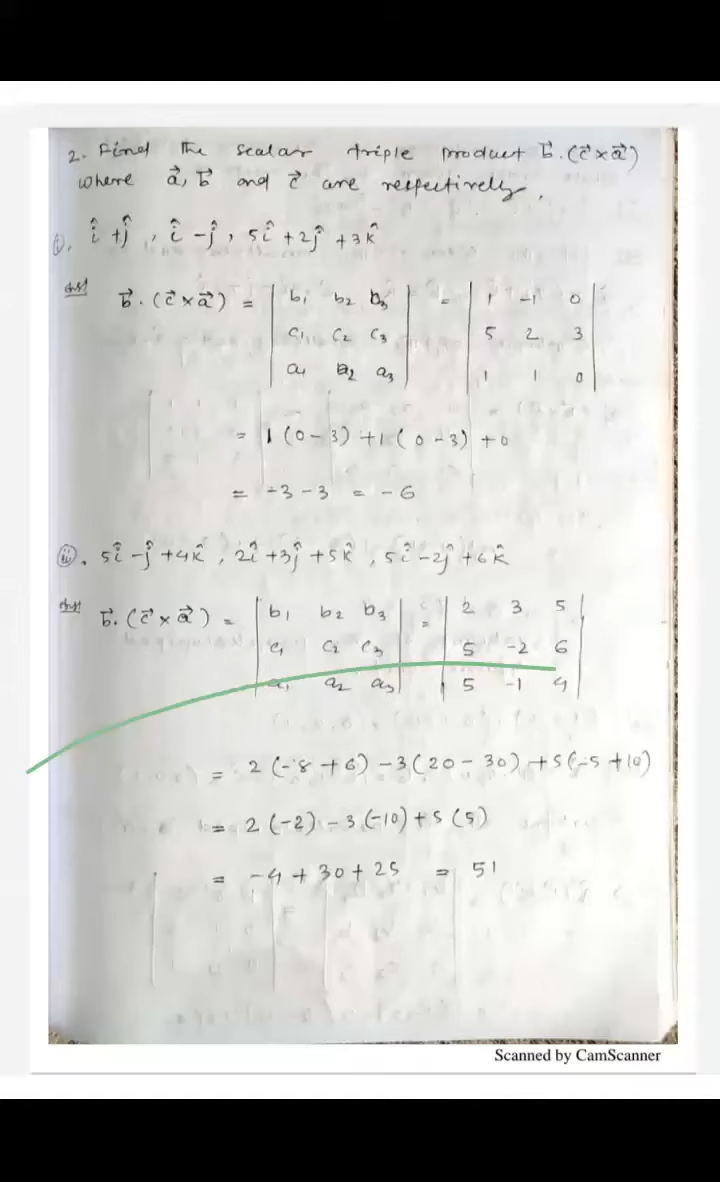 2. Find the scalar triple product b⃗.(c⃗×a⃗)
where a⃗, b⃗ and c⃗ are respectively,
(i), î+ĵ, î-ĵ, 5î+2ĵ+3k̂
Ans) b⃗.(c⃗×a⃗) = | b₁ b₂ b₃ | = | 1 -1 0 |
| c₁ c₂ c₃ | | 5 2 3 |
| a₁ a₂ a₃ | | 1 1 0 |
= 1(0-3)+1(0-3)+0
= -3-3 = -6
(ii). 5î-ĵ+4k̂, 2î+3ĵ+5k̂, 5î-2ĵ+6k̂
Ans) b⃗.(c⃗×a⃗) = | b₁ b₂ b₃ | = | 2 3 5 |
| c₁ c₂ c₃ | | 5 -2 6 |
| a₁ a₂ a₃ | | 5 -1 4 |
= 2(-8+6)-3(20-30)+5(-5+10)
= 2(-2)-3(-10)+5(5)
= -4+30+25 = 51
Scanned by CamScanner